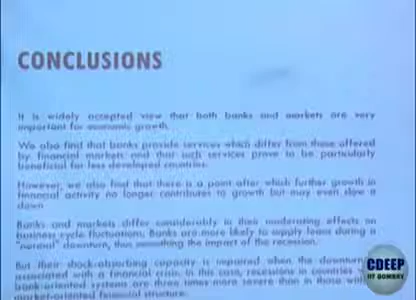 CONCLUSIONS
It is widely accepted view that both banks and markets are very
important for economic growth.
We also find that banks provide services which differ from those offered
by financial markets and that such services prove to be particularly
beneficial for less developed countries.
However, we also find that there is a point after which further growth in
financial activity no longer contributes to growth but may even slow it
down
Banks and markets differ considerably in their moderating effects on
business cycle fluctuations. Banks are more likely to supply loans during a
"normal" downturn, thus smoothing the impact of the recession.
But their shock-absorbing capacity is impaired when the downturn
associated with a financial crisis. In this case, recessions in countries
bank-oriented systems are three times more severe than in those with
market-oriented financial structure.
CDEEP
IIT BOMBAY